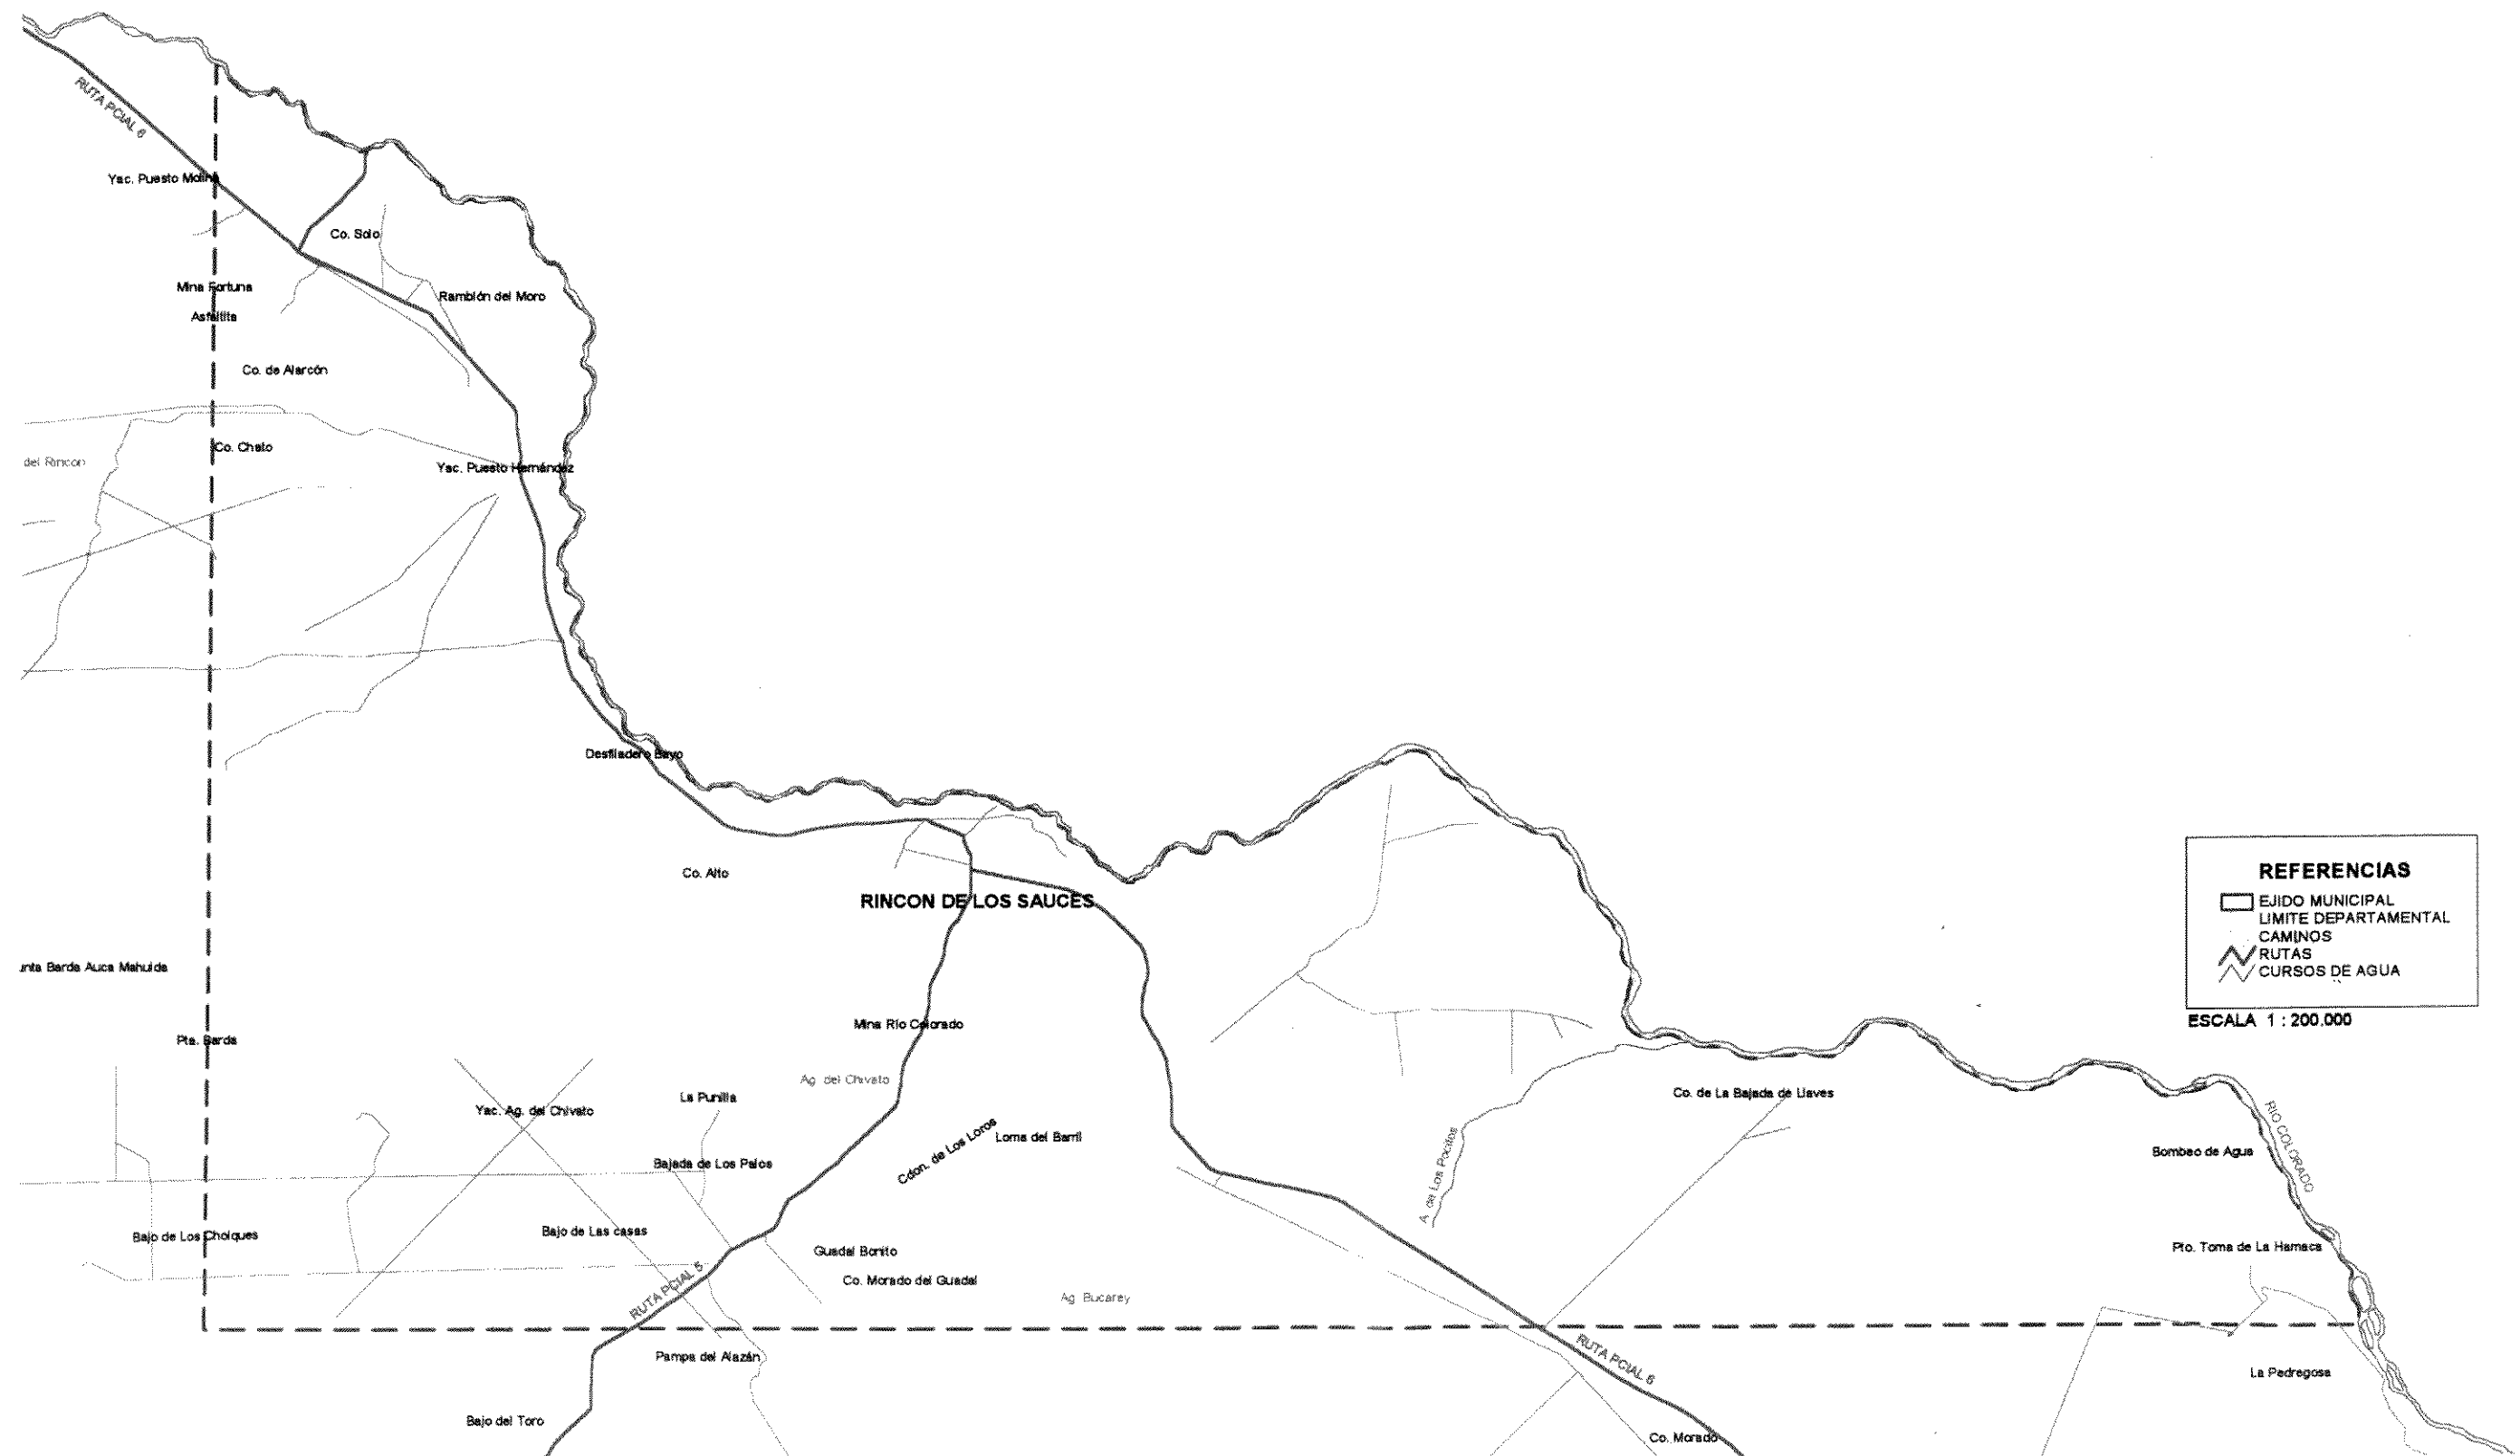 RUTA PCIAL 6
Yac. Puesto Molina
Co. Solo
Mina Fortuna
Ramblón del Moro
Asfaltita
Co. de Alarcón
Co. Chato
del Rincon
Yac. Puesto Hernández
Desfiladero Bayo
Co. Alto
RINCON DE LOS SAUCES
REFERENCIAS
EJIDO MUNICIPAL
LIMITE DEPARTAMENTAL
CAMINOS
RUTAS
CURSOS DE AGUA
ESCALA 1 : 200.000
Barda Auca Mahuida
Mina Río Colorado
Pta. Barda
Ag. del Chivato
La Punilla
Yac. Ag. del Chivato
Co. de La Bajada de Llaves
RIO COLORADO
Loma del Barril
Cdon. de Los Loros
A. de Los Pocitos
Bombeo de Agua
Bajada de Los Palos
Bajo de Las casas
Bajo de Los Choiques
Pto. Toma de La Hamaca
Guadal Bonito
Co. Morado del Guadal
RUTA PCIAL 5
Ag. Bucarey
Pampa del Alazán
RUTA PCIAL 6
La Pedregosa
Bajo del Toro
Co. Morado